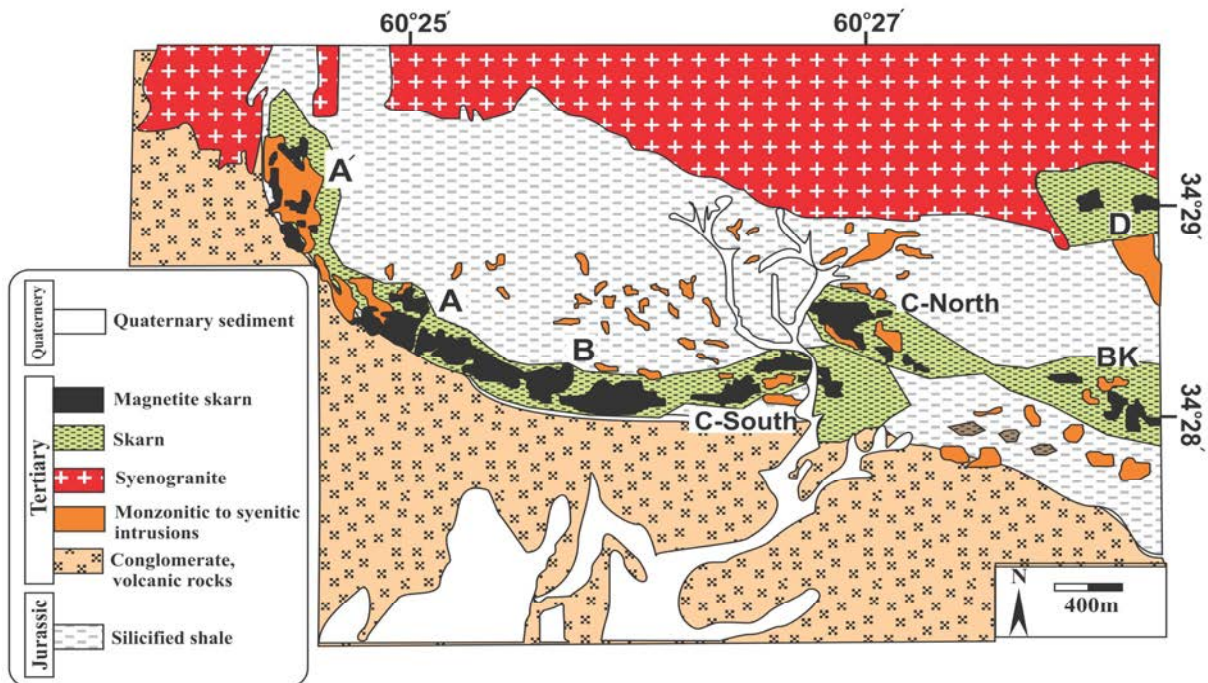 60°25´
60°27´
34°29´
34°28´
A´
A
B
C-South
C-North
D
BK
Quaternery
Quaternary sediment
Tertiary
Magnetite skarn
Skarn
Syenogranite
Monzonitic to syenitic
intrusions
Conglomerate,
volcanic rocks
Jurassic
Silicified shale
N
400m